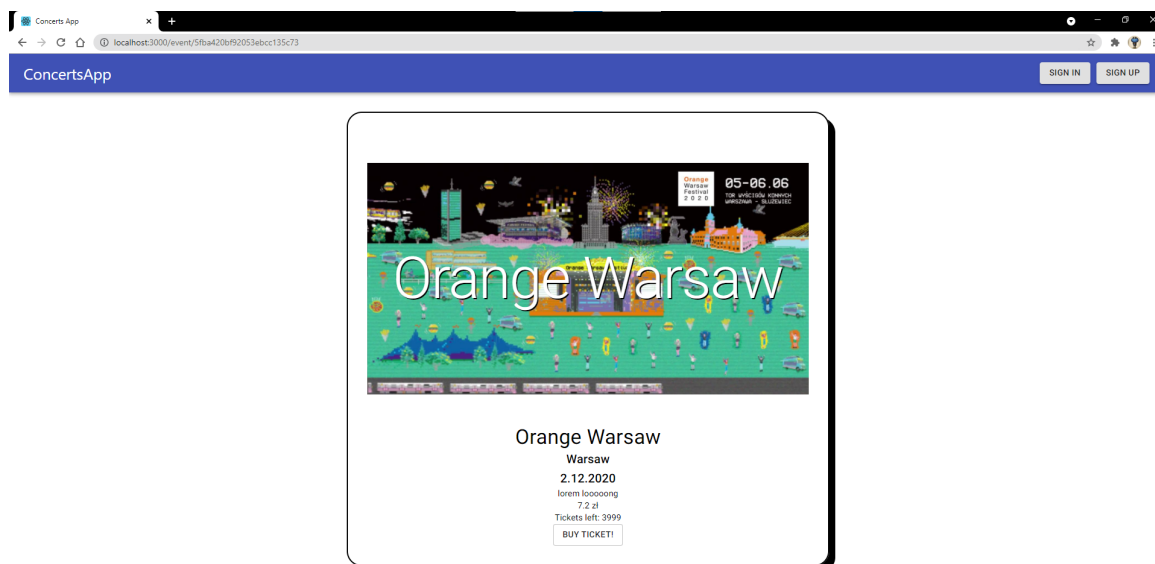 Concerts App
localhost:3000/event/5fba420bf92053ebcc135c73
ConcertsApp
SIGN IN
SIGN UP
Orange
Warsaw
Festival
2020
05-06.06
TOR WYŚCIGÓW KONNYCH
WARSZAWA - SŁUŻEWIEC
Orange Warsaw
Orange Warsaw
Warsaw
2.12.2020
lorem looooong
7.2 zł
Tickets left: 3999
BUY TICKET!